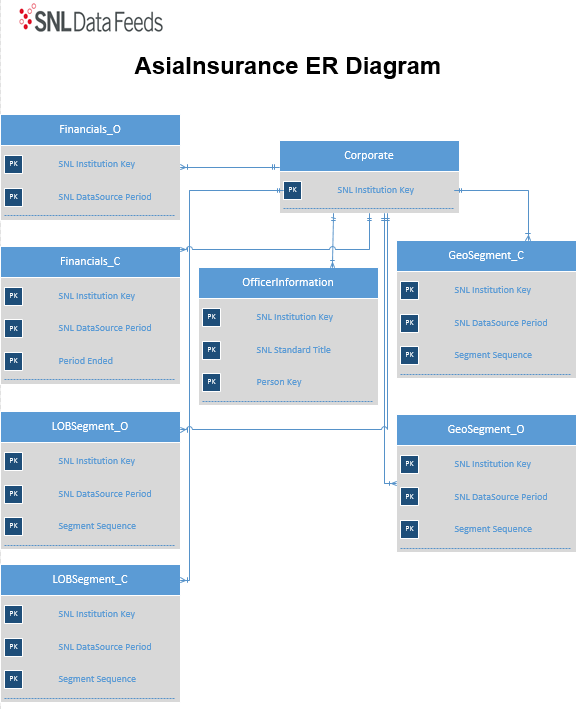 SNL Data Feeds
AsiaInsurance ER Diagram
Financials_O
PK SNL Institution Key
PK SNL DataSource Period
Corporate
PK SNL Institution Key
Financials_C
PK SNL Institution Key
PK SNL DataSource Period
PK Period Ended
OfficerInformation
PK SNL Institution Key
PK SNL Standard Title
PK Person Key
GeoSegment_C
PK SNL Institution Key
PK SNL DataSource Period
PK Segment Sequence
LOBSegment_O
PK SNL Institution Key
PK SNL DataSource Period
PK Segment Sequence
GeoSegment_O
PK SNL Institution Key
PK SNL DataSource Period
PK Segment Sequence
LOBSegment_C
PK SNL Institution Key
PK SNL DataSource Period
PK Segment Sequence